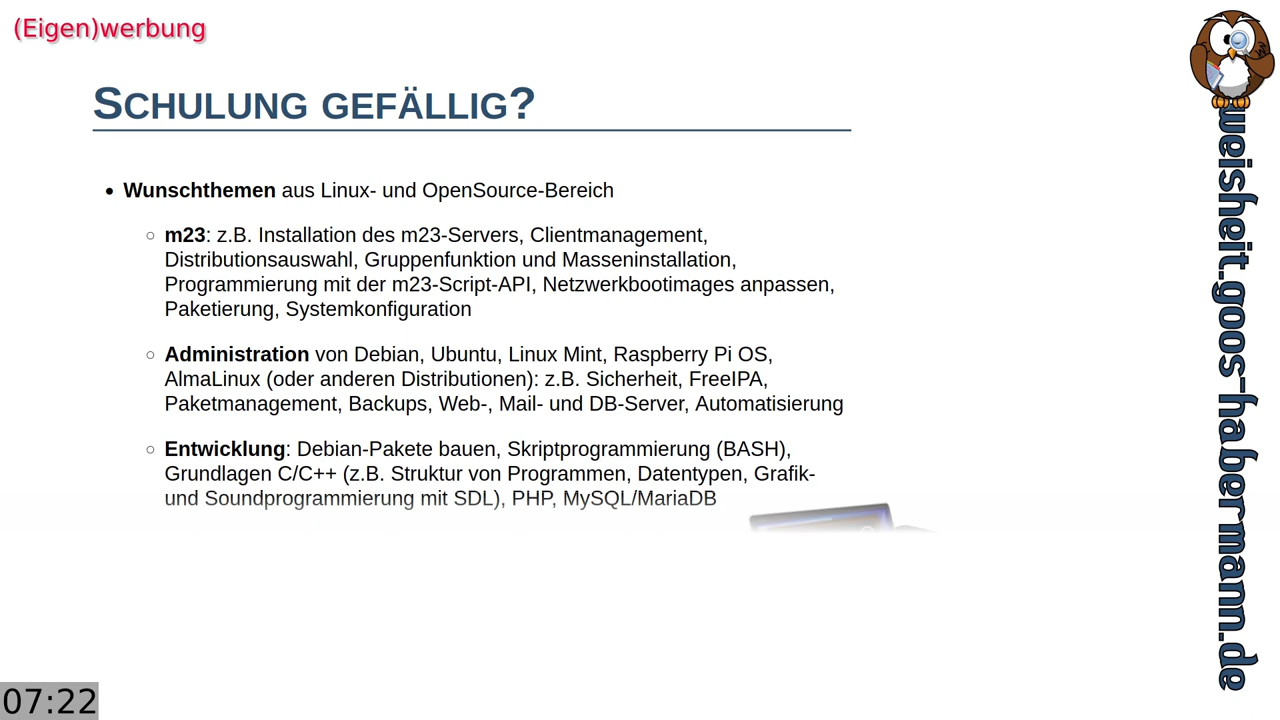 (Eigen)werbung
SCHULUNG GEFÄLLIG?
• Wunschthemen aus Linux- und OpenSource-Bereich
○ m23: z.B. Installation des m23-Servers, Clientmanagement,
Distributionsauswahl, Gruppenfunktion und Masseninstallation,
Programmierung mit der m23-Script-API, Netzwerkbootimages anpassen,
Paketierung, Systemkonfiguration
○ Administration von Debian, Ubuntu, Linux Mint, Raspberry Pi OS,
AlmaLinux (oder anderen Distributionen): z.B. Sicherheit, FreeIPA,
Paketmanagement, Backups, Web-, Mail- und DB-Server, Automatisierung
○ Entwicklung: Debian-Pakete bauen, Skriptprogrammierung (BASH),
Grundlagen C/C++ (z.B. Struktur von Programmen, Datentypen, Grafik-
und Soundprogrammierung mit SDL), PHP, MySQL/MariaDB
weisheit.goos-habermann.de
07:22